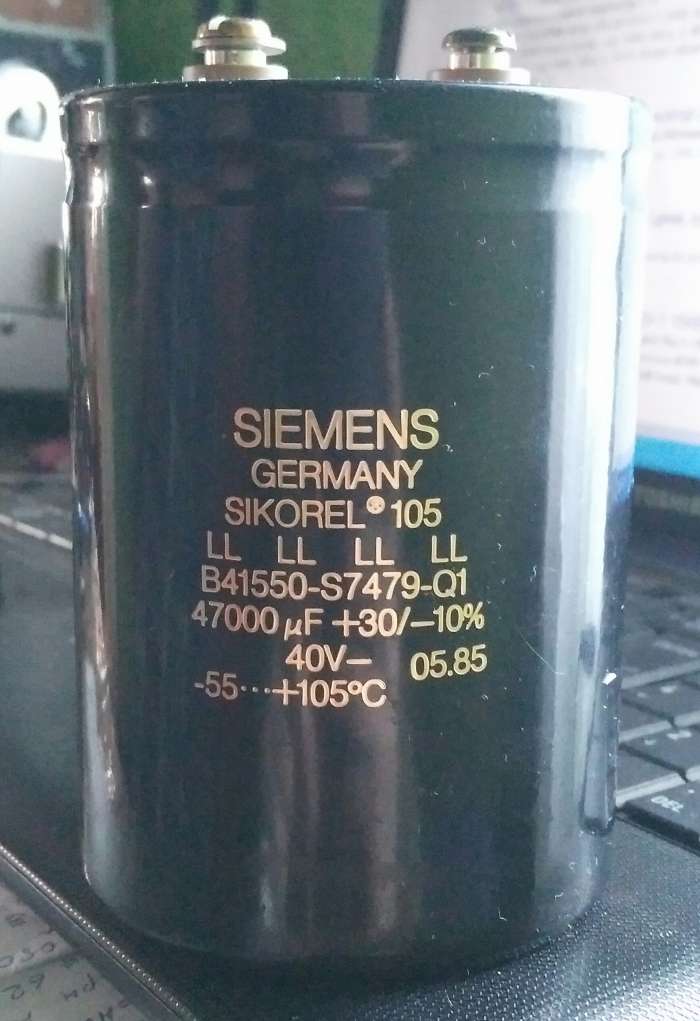 SIEMENS
GERMANY
SIKOREL® 105
LL LL LL LL
B41550-S7479-Q1
47000 µF +30/–10%
40V– 05.85
-55···+105°C
DEL